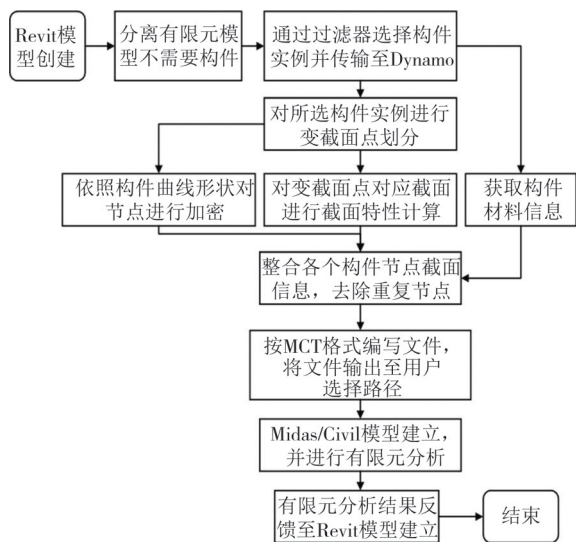 Revit模
型创建
分离有限元模
型不需要构件
通过过滤器选择构件
实例并传输至Dynamo
对所选构件实例进行
变截面点划分
依照构件曲线形状对
节点进行加密
对变截面点对应截面
进行截面特性计算
获取构件
材料信息
整合各个构件节点截面
信息，去除重复节点
按MCT格式编写文件，
将文件输出至用户
选择路径
Midas/Civil模型建立，
并进行有限元分析
有限元分析结果反
馈至Revit模型建立
结束